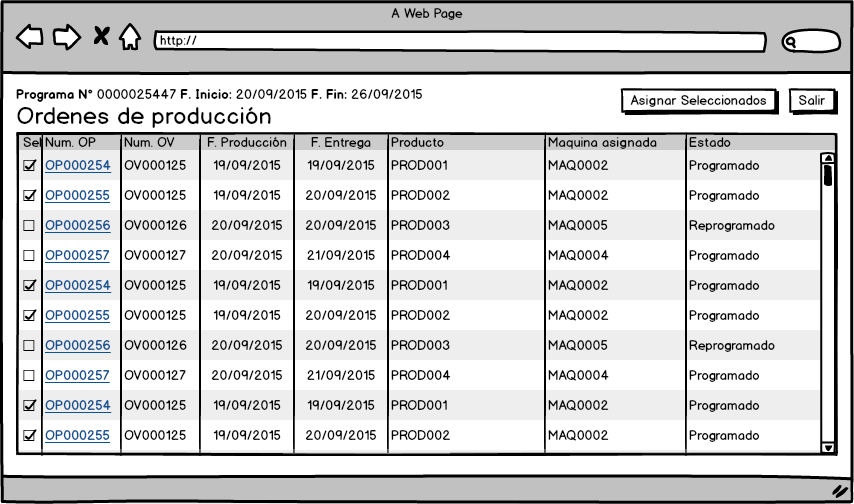 A Web Page
http://
Programa N° 0000025447 F. Inicio: 20/09/2015 F. Fin: 26/09/2015
Asignar Seleccionados Salir
Ordenes de producción
Sel Num. OP Num. OV F. Producción F. Entrega Producto Maquina asignada Estado
OP000254 OV000125 19/09/2015 19/09/2015 PROD001 MAQ0002 Programado
OP000255 OV000125 19/09/2015 20/09/2015 PROD002 MAQ0002 Programado
OP000256 OV000126 20/09/2015 20/09/2015 PROD003 MAQ0005 Reprogramado
OP000257 OV000127 20/09/2015 21/09/2015 PROD004 MAQ0004 Programado
OP000254 OV000125 19/09/2015 19/09/2015 PROD001 MAQ0002 Programado
OP000255 OV000125 19/09/2015 20/09/2015 PROD002 MAQ0002 Programado
OP000256 OV000126 20/09/2015 20/09/2015 PROD003 MAQ0005 Reprogramado
OP000257 OV000127 20/09/2015 21/09/2015 PROD004 MAQ0004 Programado
OP000254 OV000125 19/09/2015 19/09/2015 PROD001 MAQ0002 Programado
OP000255 OV000125 19/09/2015 20/09/2015 PROD002 MAQ0002 Programado